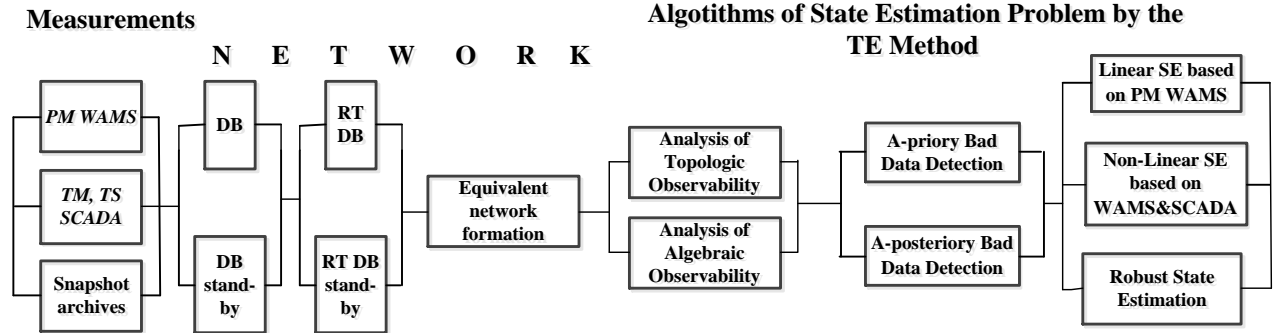 Measurements
Algotithms of State Estimation Problem by the
TE Method
N E T W O R K
PM WAMS
TM, TS
SCADA
Snapshot
archives
DB
DB
stand-
by
RT
DB
RT DB
stand-
by
Equivalent
network
formation
Analysis of
Topologic
Observability
Analysis of
Algebraic
Observability
A-priory Bad
Data Detection
A-posteriory Bad
Data Detection
Linear SE based
on PM WAMS
Non-Linear SE
based on
WAMS&SCADA
Robust State
Estimation